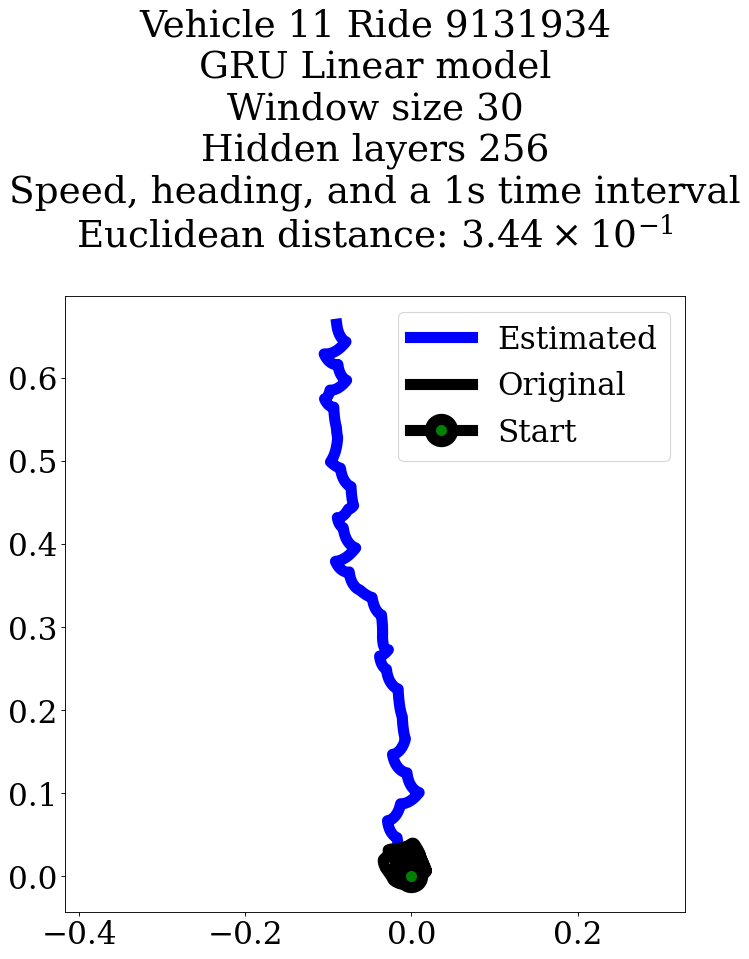 Vehicle 11 Ride 9131934
GRU Linear model
Window size 30
Hidden layers 256
Speed, heading, and a 1s time interval
Euclidean distance: 3.44 × 10⁻¹
Estimated
Original
Start
0.6
0.5
0.4
0.3
0.2
0.1
0.0
−0.4 −0.2 0.0 0.2